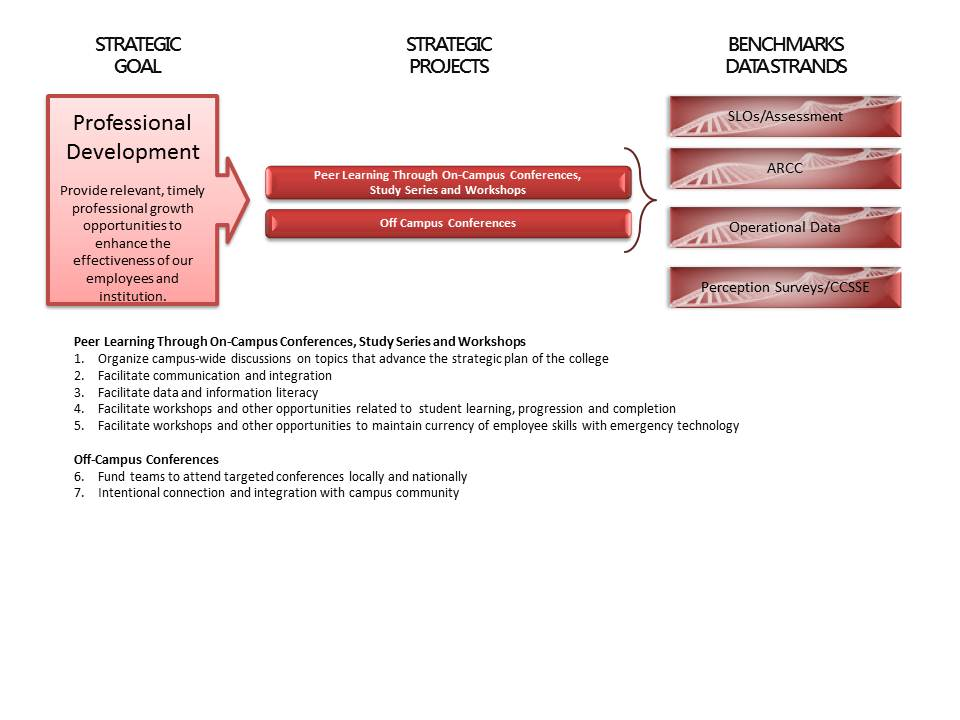 STRATEGIC
GOAL
STRATEGIC
PROJECTS
BENCHMARKS
DATA STRANDS
Professional
Development
Provide relevant, timely
professional growth
opportunities to
enhance the
effectiveness of our
employees and
institution.
Peer Learning Through On-Campus Conferences,
Study Series and Workshops
Off Campus Conferences
SLOs/Assessment
ARCC
Operational Data
Perception Surveys/CCSSE
Peer Learning Through On-Campus Conferences, Study Series and Workshops
1. Organize campus-wide discussions on topics that advance the strategic plan of the college
2. Facilitate communication and integration
3. Facilitate data and information literacy
4. Facilitate workshops and other opportunities related to student learning, progression and completion
5. Facilitate workshops and other opportunities to maintain currency of employee skills with emergency technology
Off-Campus Conferences
6. Fund teams to attend targeted conferences locally and nationally
7. Intentional connection and integration with campus community